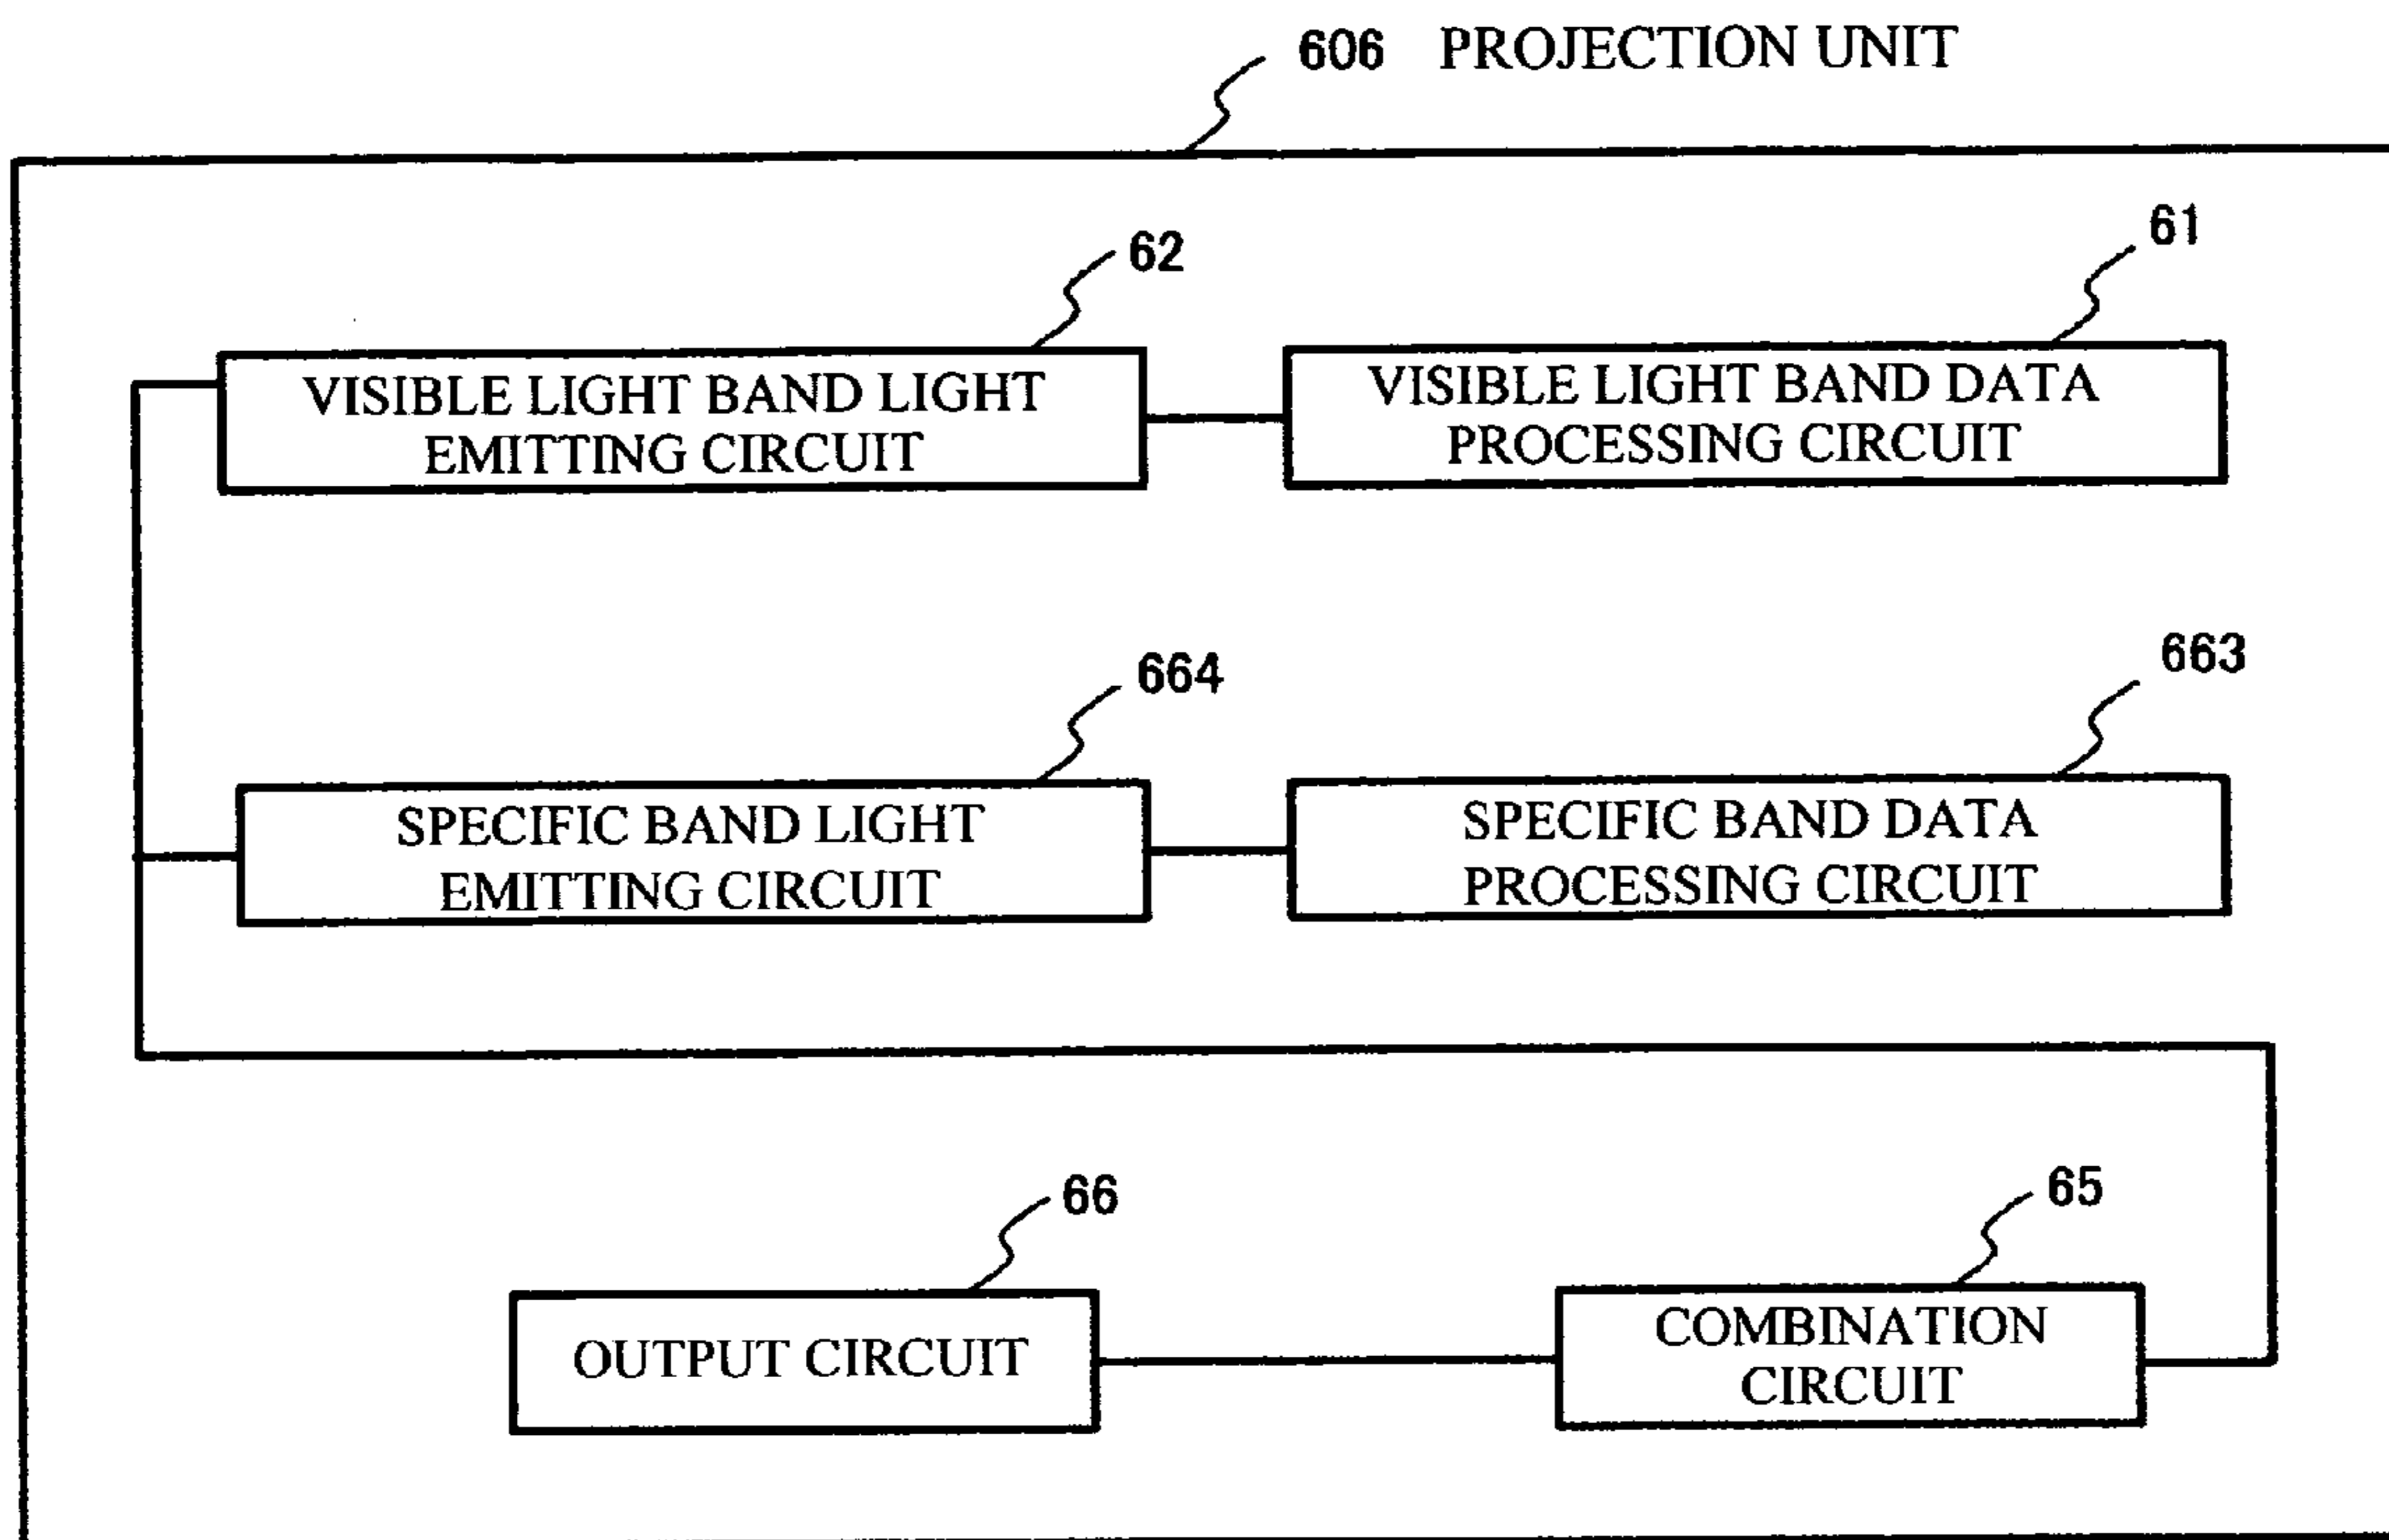 606 PROJECTION UNIT
62
61
VISIBLE LIGHT BAND LIGHT
EMITTING CIRCUIT
VISIBLE LIGHT BAND DATA
PROCESSING CIRCUIT
664
663
SPECIFIC BAND LIGHT
EMITTING CIRCUIT
SPECIFIC BAND DATA
PROCESSING CIRCUIT
66
65
OUTPUT CIRCUIT
COMBINATION
CIRCUIT